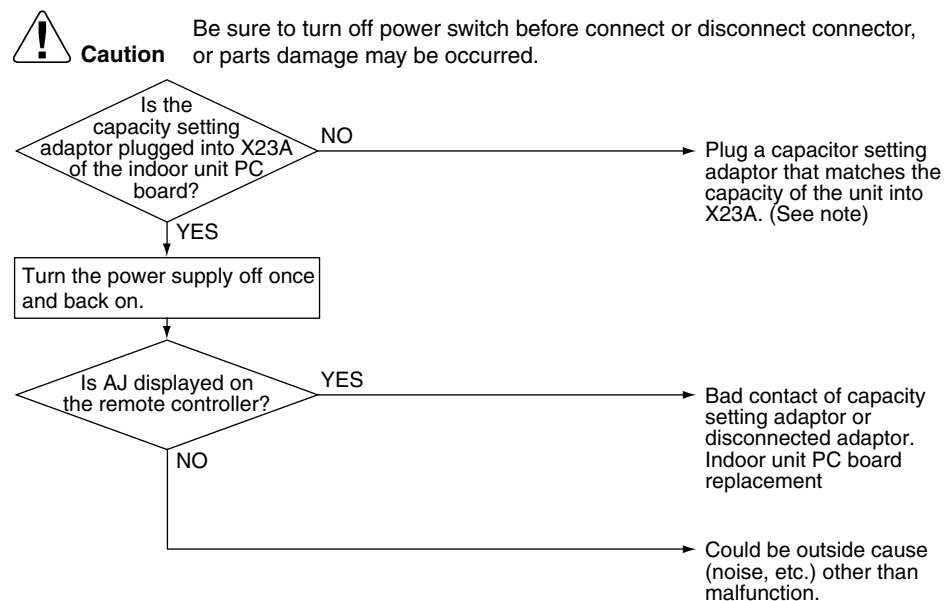 Be sure to turn off power switch before connect or disconnect connector,
Caution or parts damage may be occurred.
Is the
capacity setting
adaptor plugged into X23A
of the indoor unit PC
board?
NO
Plug a capacitor setting
adaptor that matches the
capacity of the unit into
X23A. (See note)
YES
Turn the power supply off once
and back on.
Is AJ displayed on
the remote controller?
YES
Bad contact of capacity
setting adaptor or
disconnected adaptor.
Indoor unit PC board
replacement
NO
Could be outside cause
(noise, etc.) other than
malfunction.